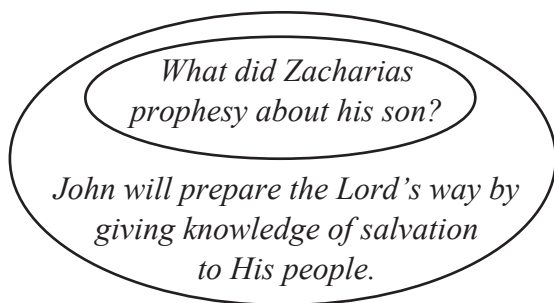 What did Zacharias
prophesy about his son?
John will prepare the Lord’s way by
giving knowledge of salvation
to His people.